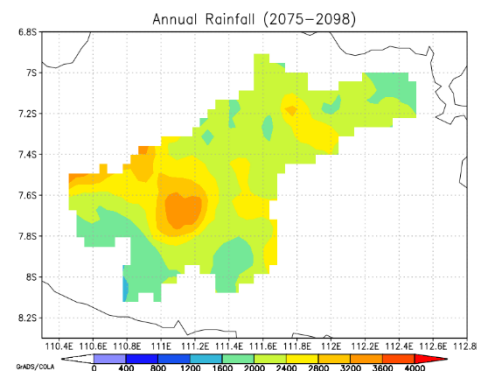 Annual Rainfall (2075−2098)
6.8S
7S
7.2S
7.4S
7.6S
7.8S
8S
8.2S
110.4E 110.6E 110.8E 111E 111.2E 111.4E 111.6E 111.8E 112E 112.2E 112.4E 112.6E 112.8
GrADS/COLA
0 400 800 1200 1600 2000 2400 2800 3200 3600 4000